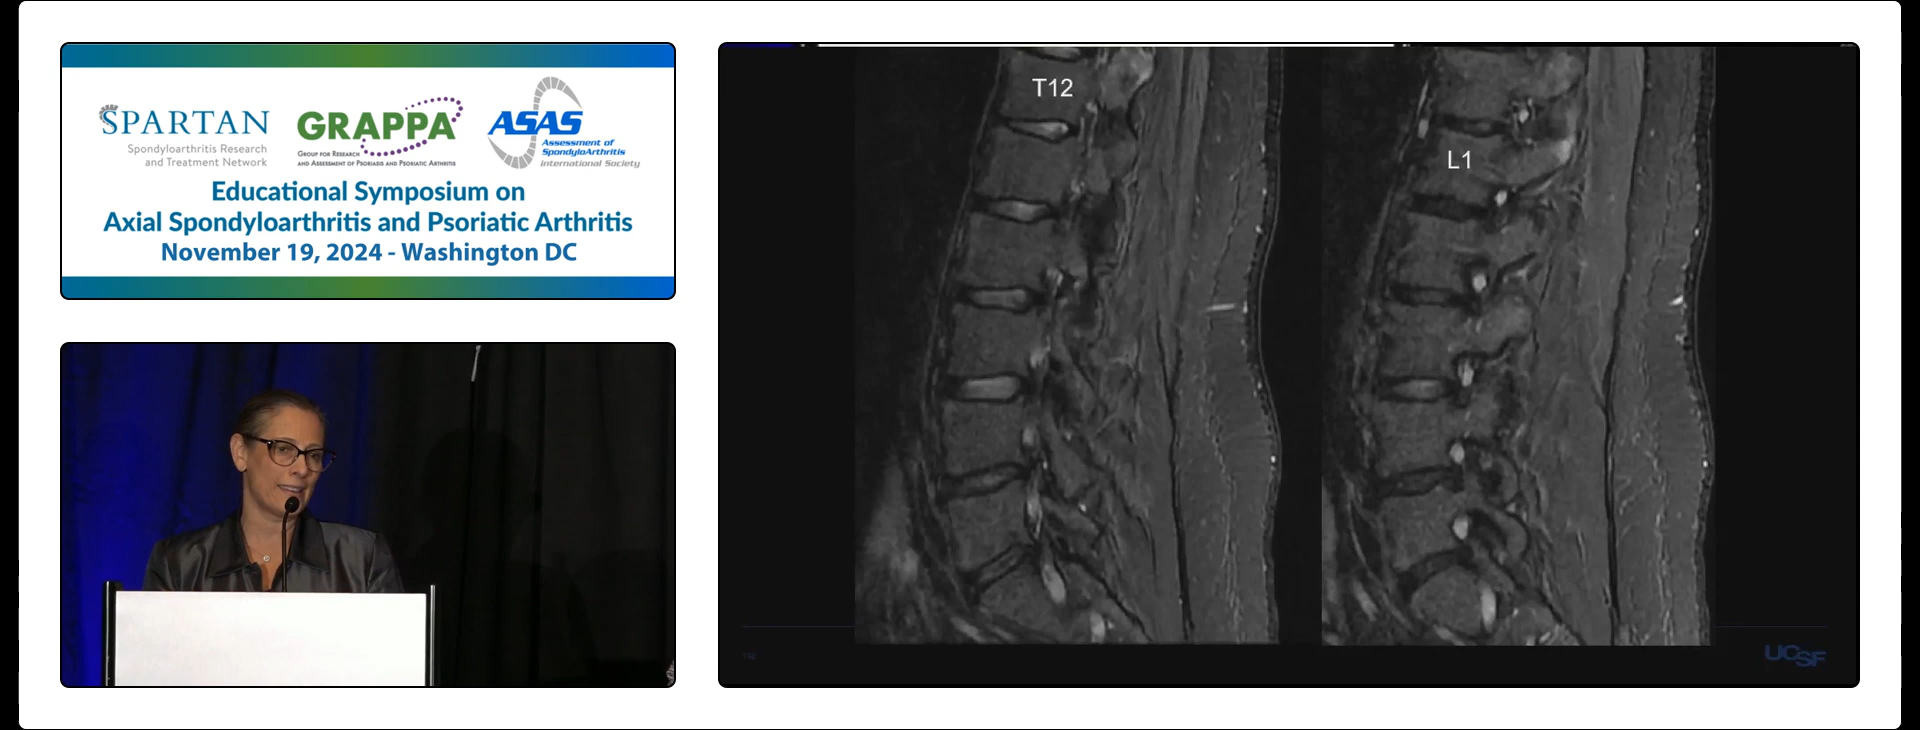 SPARTAN
Spondyloarthritis Research
and Treatment Network
GRAPPA
Group for Research
and Assessment of Psoriasis and Psoriatic Arthritis
ASAS
Assessment of
SpondyloArthritis
international Society
Educational Symposium on
Axial Spondyloarthritis and Psoriatic Arthritis
November 19, 2024 - Washington DC
T12
L1
UCSF